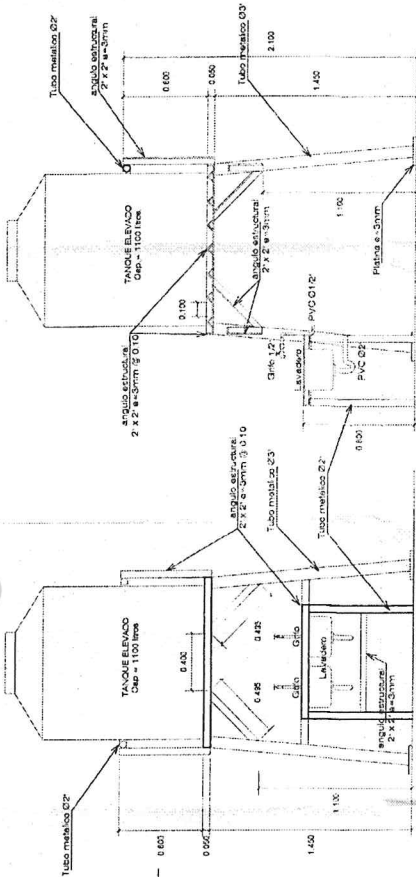 Tubo metalico Ø2"
TANQUE ELEVADO
Cap = 1100 litros
angulo estructural
2" x 2" e=3mm @ 0.10
Tubo metalico Ø3"
Tubo metalico Ø2"
0.600
0.050
1.450
1.100
0.400
0.495
0.495
Grifo
Grifo
Lavadero
angulo estructural
2" x 2" e=3mm
angulo estructural
2" x 2" e=3mm @ 0.10
TANQUE ELEVADO
Cap = 1100 litros
Tubo metalico Ø2"
angulo estructural
2" x 2" e=3mm
0.100
angulo estructural
2" x 2" e=3mm
Grifo 1/2"
PVC Ø1/2"
Lavadero
PVC Ø2"
0.800
1.100
Platina e=3mm
Tubo metalico Ø3"
0.600
0.050
1.450
2.100